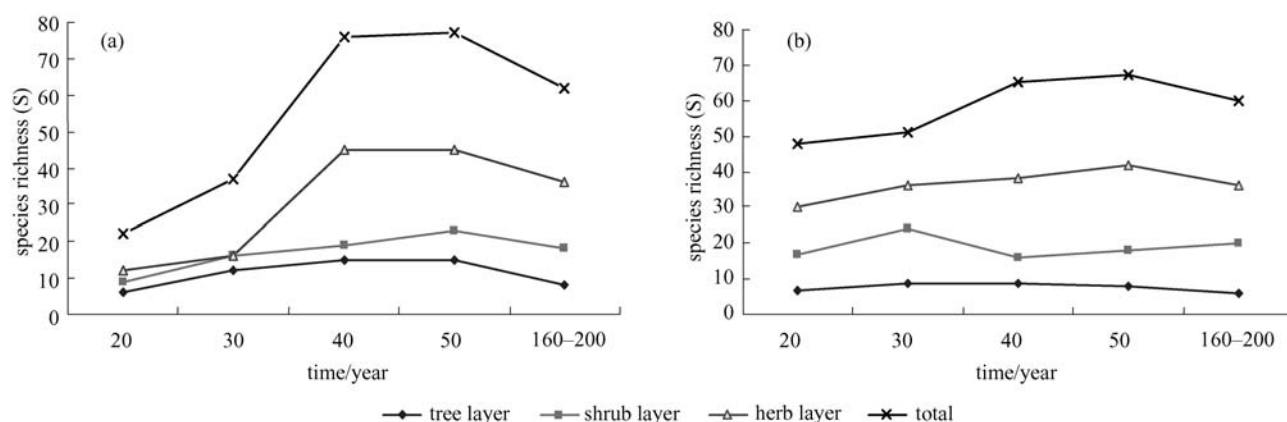 (a)
species richness (S)
80
70
60
50
40
30
20
10
0
20 30 40 50 160–200
time/year
(b)
species richness (S)
80
70
60
50
40
30
20
10
0
20 30 40 50 160–200
time/year
tree layer shrub layer herb layer total